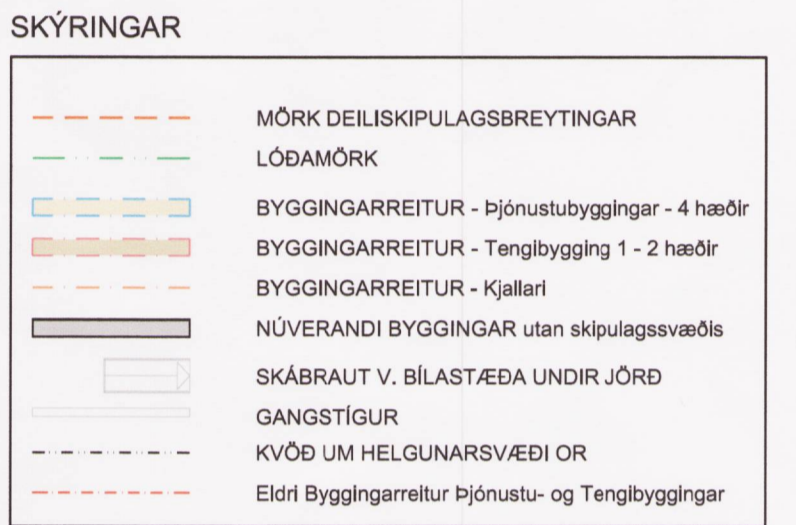 SKÝRINGAR
MÖRK DEILISKIPULAGSBREYTINGAR
LÓÐAMÖRK
BYGGINGARREITUR - Þjónustubyggingar - 4 hæðir
BYGGINGARREITUR - Tengibygging 1 - 2 hæðir
BYGGINGARREITUR - Kjallari
NÚVERANDI BYGGINGAR utan skipulagssvæðis
SKÁBRAUT V. BÍLASTÆÐA UNDIR JÖRÐ
GANGSTÍGUR
KVÖÐ UM HELGUNARSVÆÐI OR
Eldri Byggingarreitur Þjónustu- og Tengibyggingar